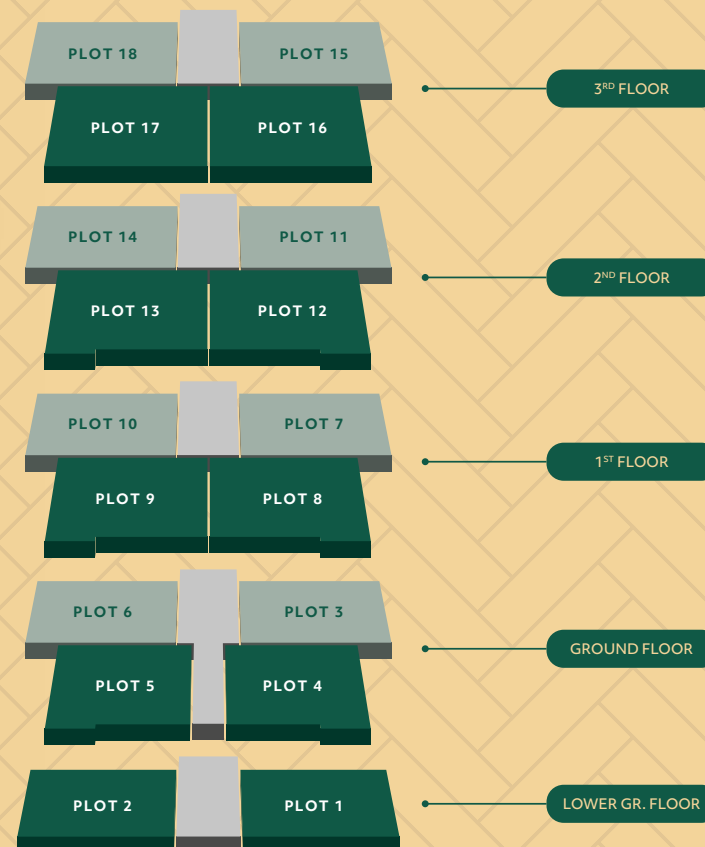 PLOT 18 PLOT 15
3RD FLOOR
PLOT 17 PLOT 16
PLOT 14 PLOT 11
2ND FLOOR
PLOT 13 PLOT 12
PLOT 10 PLOT 7
1ST FLOOR
PLOT 9 PLOT 8
PLOT 6 PLOT 3
GROUND FLOOR
PLOT 5 PLOT 4
PLOT 2 PLOT 1
LOWER GR. FLOOR